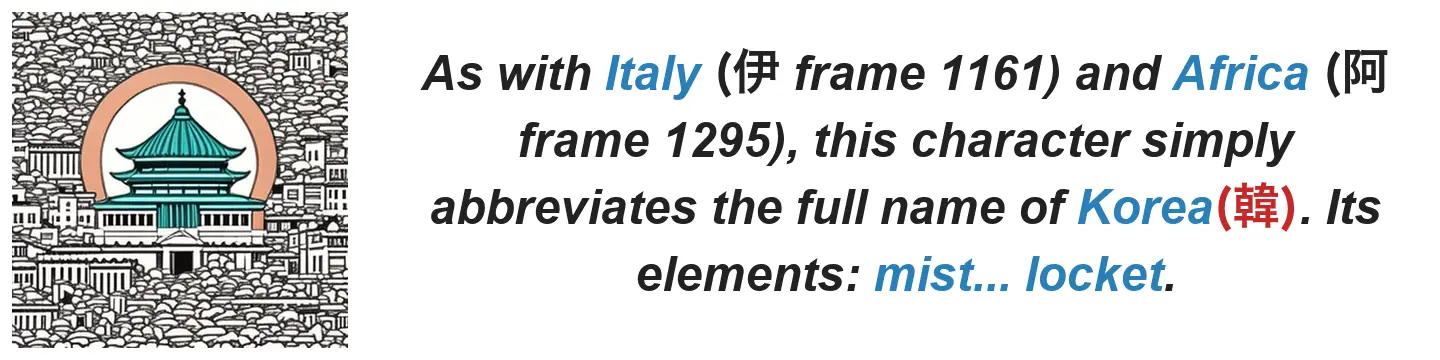 As with Italy (伊 frame 1161) and Africa (阿
frame 1295), this character simply
abbreviates the full name of Korea(韓). Its
elements: mist... locket.